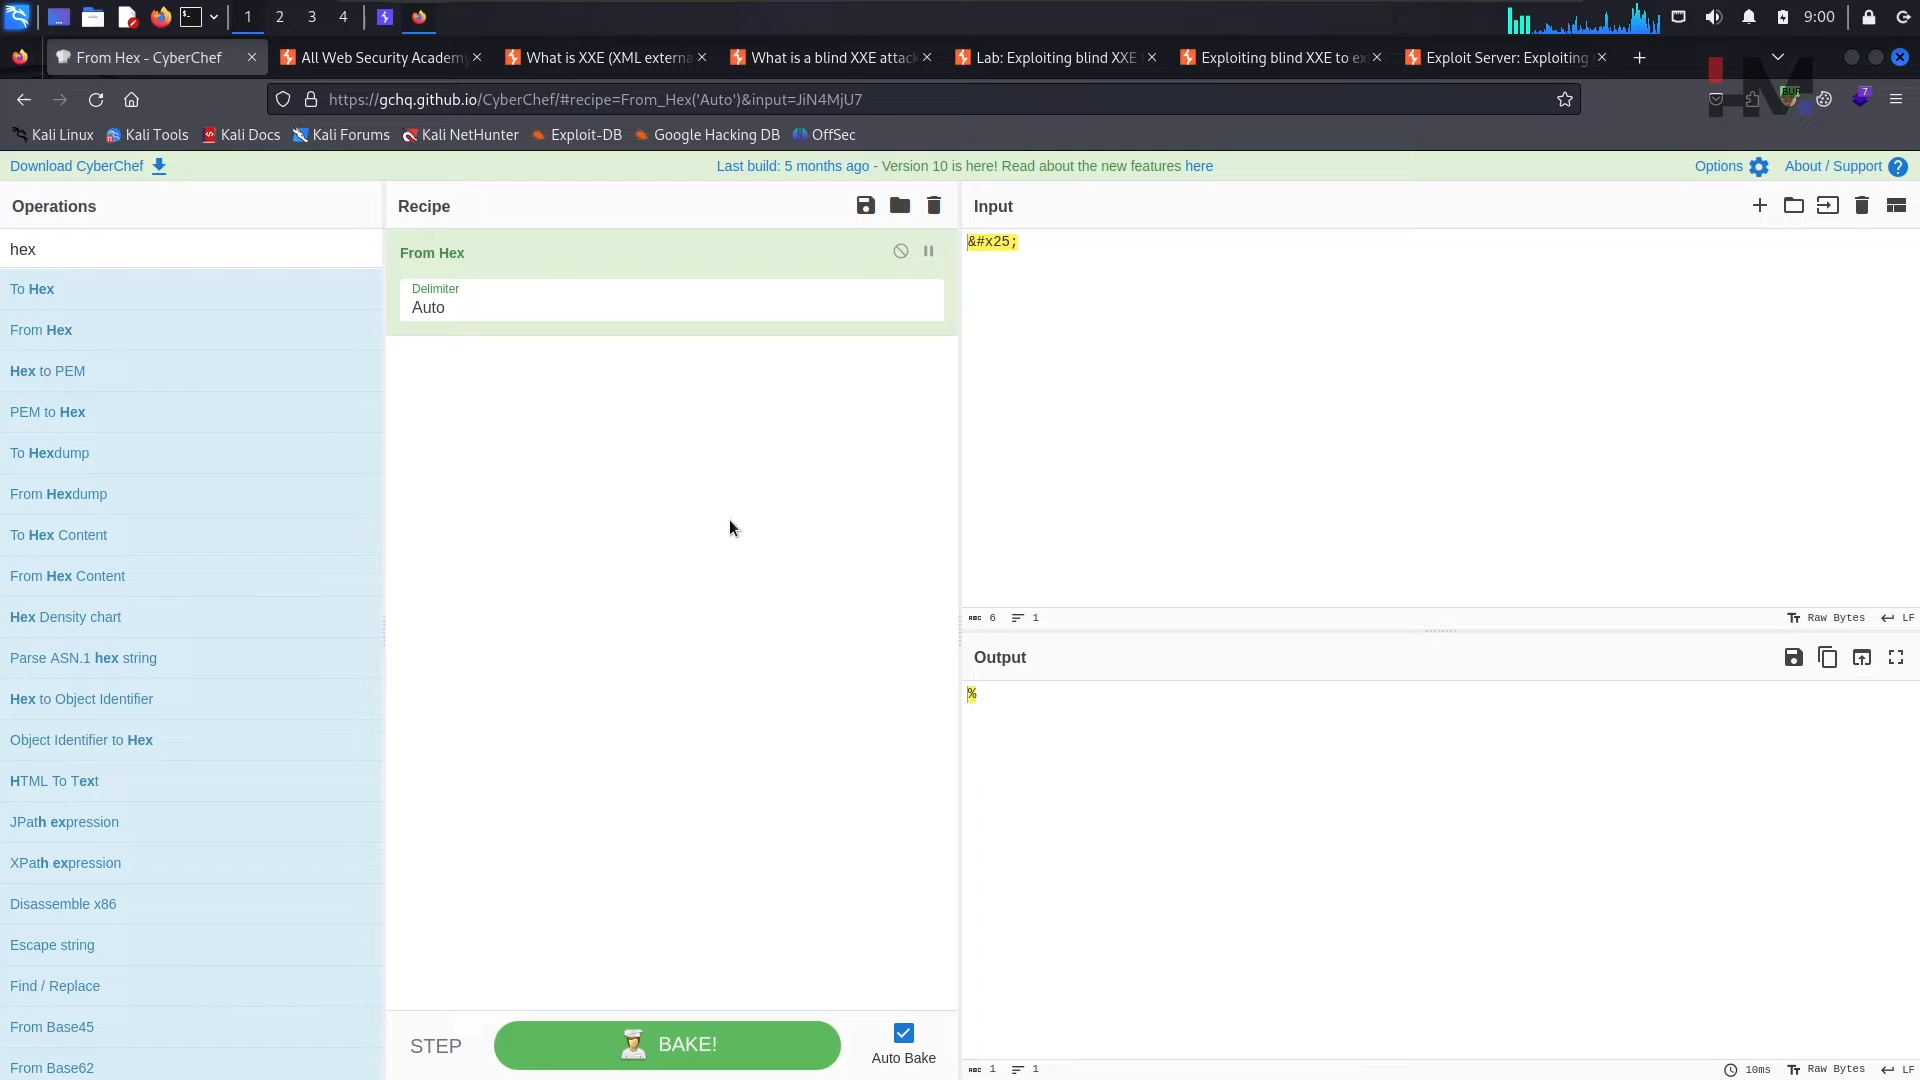 1 2 3 4 9:00
From Hex - CyberChef
All Web Security Academy
What is XXE (XML externa
What is a blind XXE attack
Lab: Exploiting blind XXE
Exploiting blind XXE to ex
Exploit Server: Exploiting
https://gchq.github.io/CyberChef/#recipe=From_Hex('Auto')&input=JiN4MjU7
BUR
7
HM
Kali Linux Kali Tools Kali Docs Kali Forums Kali NetHunter Exploit-DB Google Hacking DB OffSec
Download CyberChef Last build: 5 months ago - Version 10 is here! Read about the new features here Options About / Support
Operations
hex
To Hex
From Hex
Hex to PEM
PEM to Hex
To Hexdump
From Hexdump
To Hex Content
From Hex Content
Hex Density chart
Parse ASN.1 hex string
Hex to Object Identifier
Object Identifier to Hex
HTML To Text
JPath expression
XPath expression
Disassemble x86
Escape string
Find / Replace
From Base45
From Base62
Recipe
From Hex
Delimiter
Auto
STEP
BAKE!
Auto Bake
Input
&#x25;
6 1 Raw Bytes LF
Output
%
1 1 10ms Raw Bytes LF